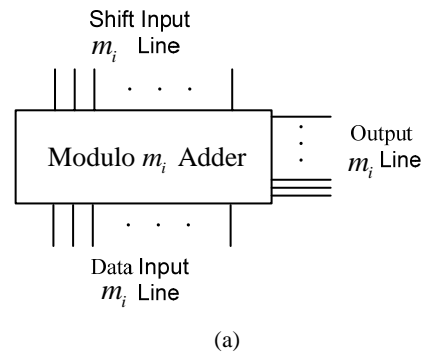 Shift Input
m_i Line
Modulo m_i Adder
Output
m_i Line
Data Input
m_i Line
(a)